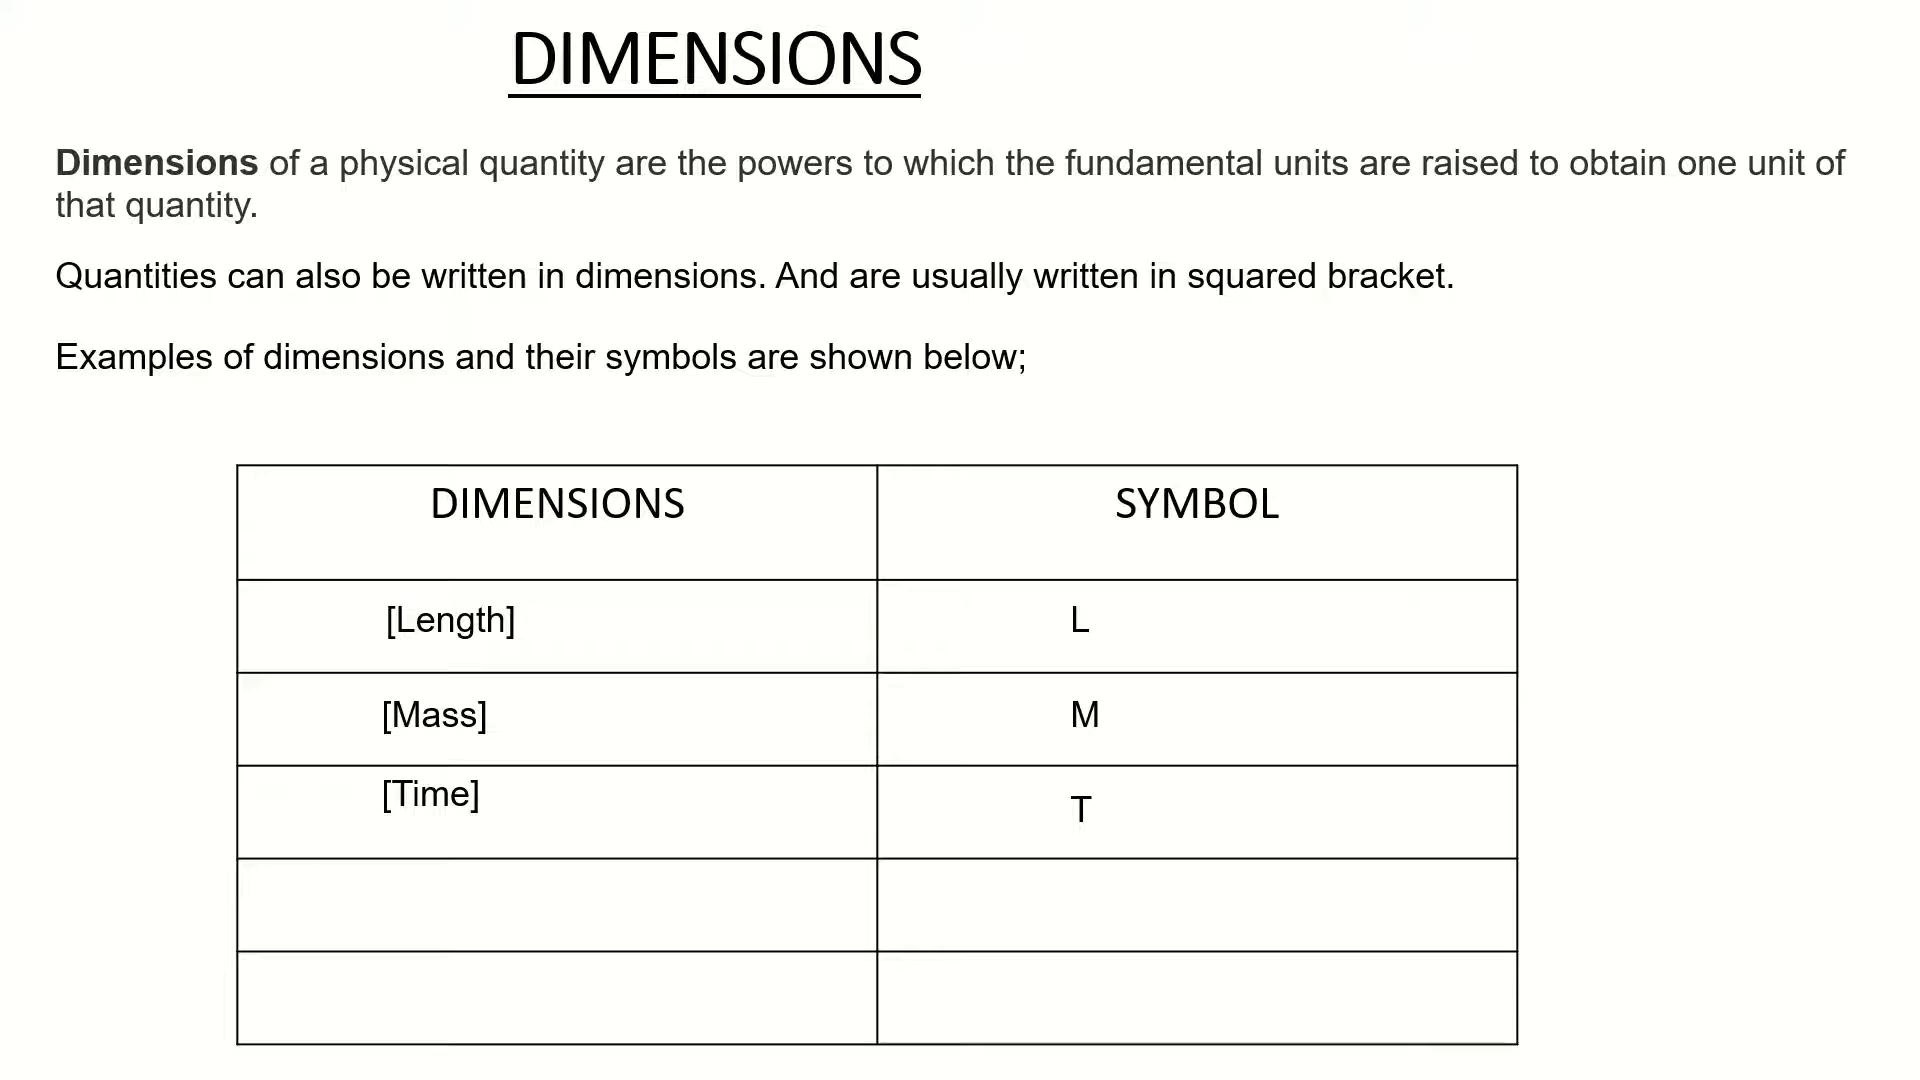 DIMENSIONS
Dimensions of a physical quantity are the powers to which the fundamental units are raised to obtain one unit of
that quantity.
Quantities can also be written in dimensions. And are usually written in squared bracket.
Examples of dimensions and their symbols are shown below;
DIMENSIONS SYMBOL
[Length] L
[Mass] M
[Time] T